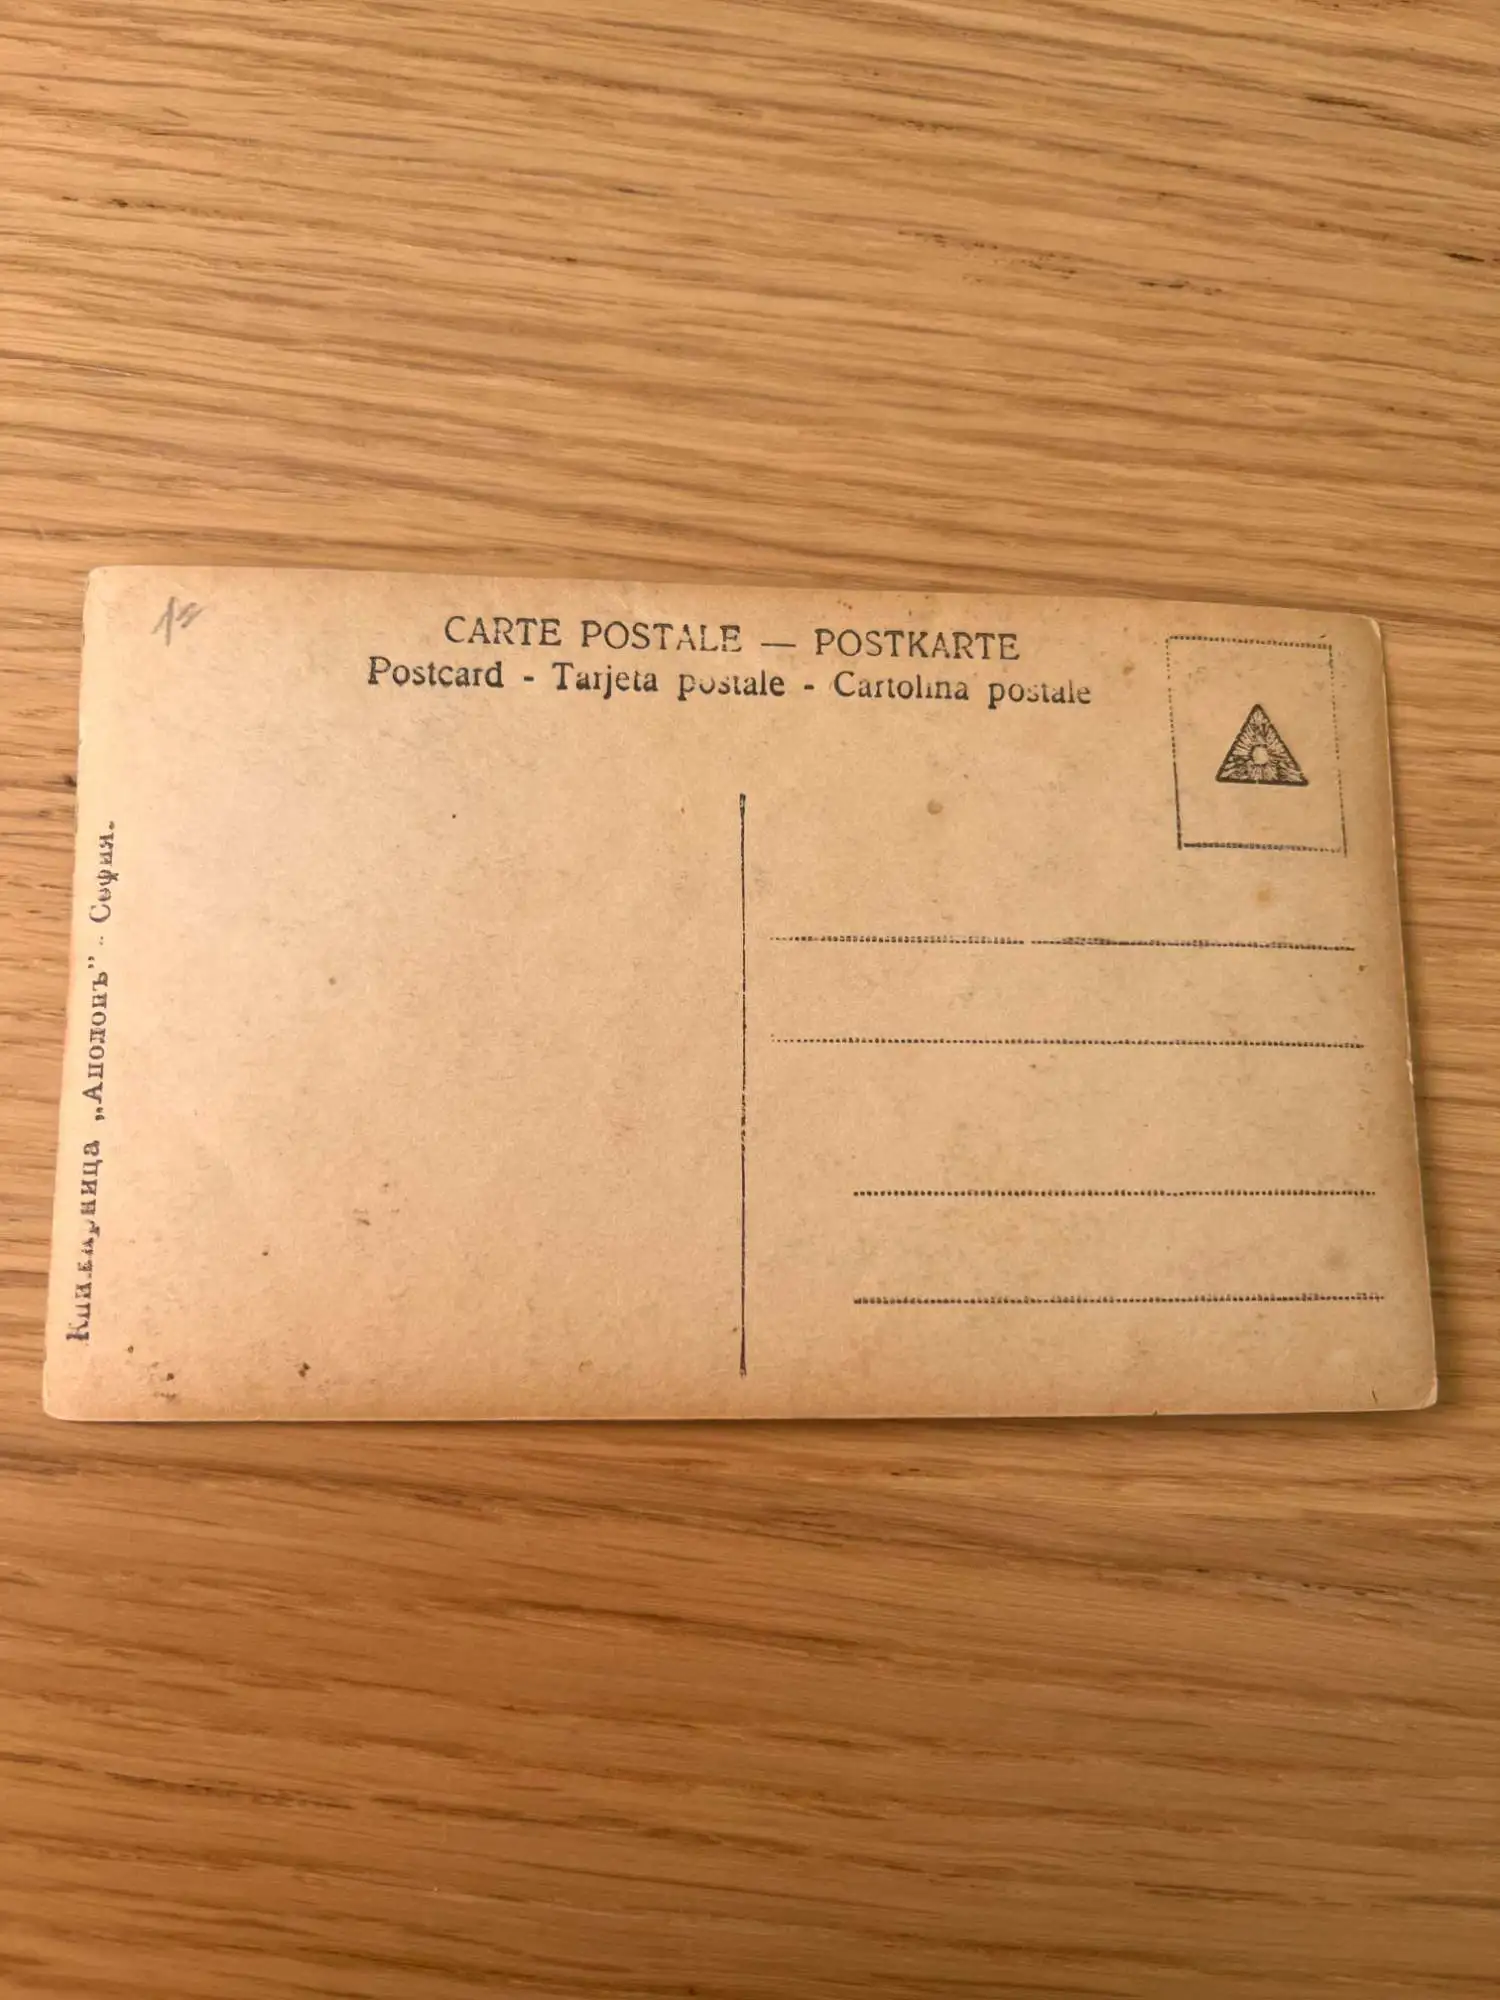 CARTE POSTALE — POSTKARTE
Postcard - Tarjeta postale - Cartolina postale
Книжарница „Аполонъ" - София.